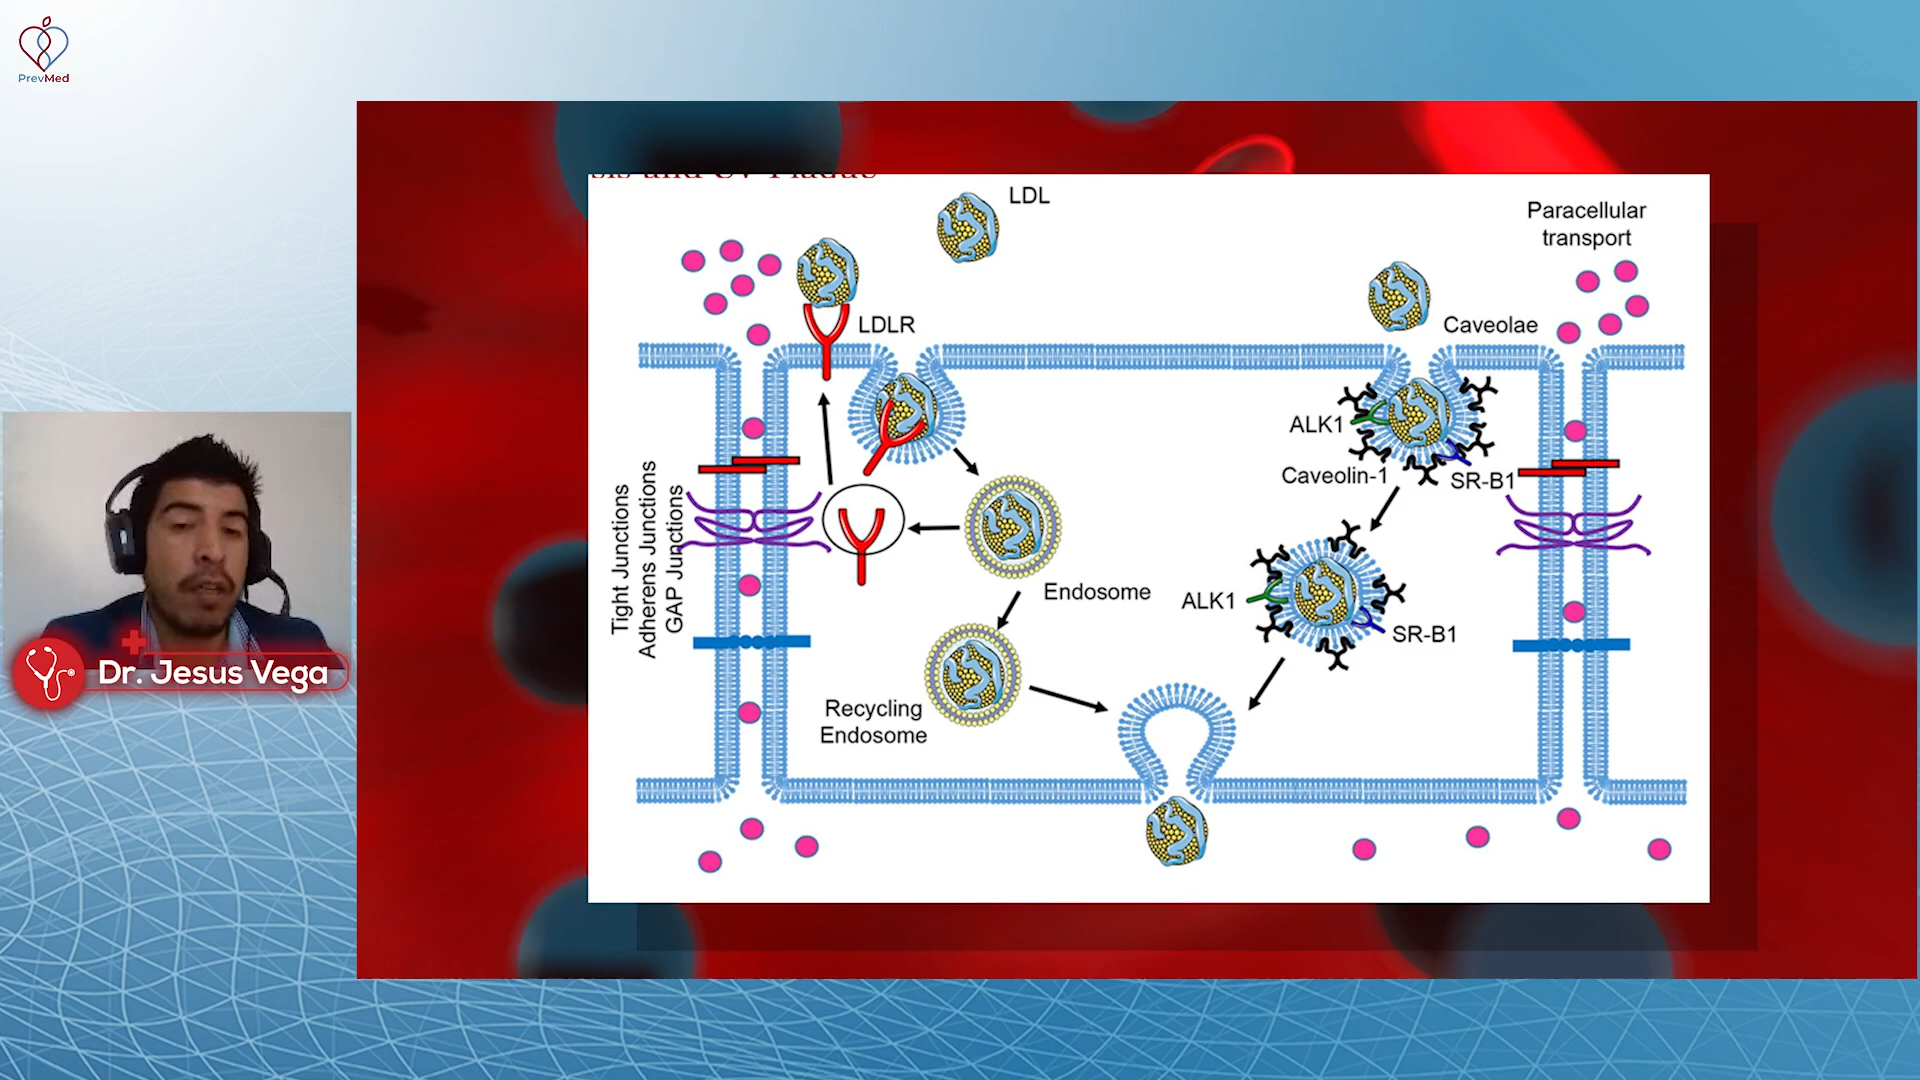 PrevMed
LDL
Paracellular
transport
LDLR
Caveolae
ALK1
Caveolin-1
SR-B1
Tight Junctions
Adherens Junctions
GAP Junctions
Endosome
ALK1
SR-B1
Recycling
Endosome
Dr. Jesus Vega